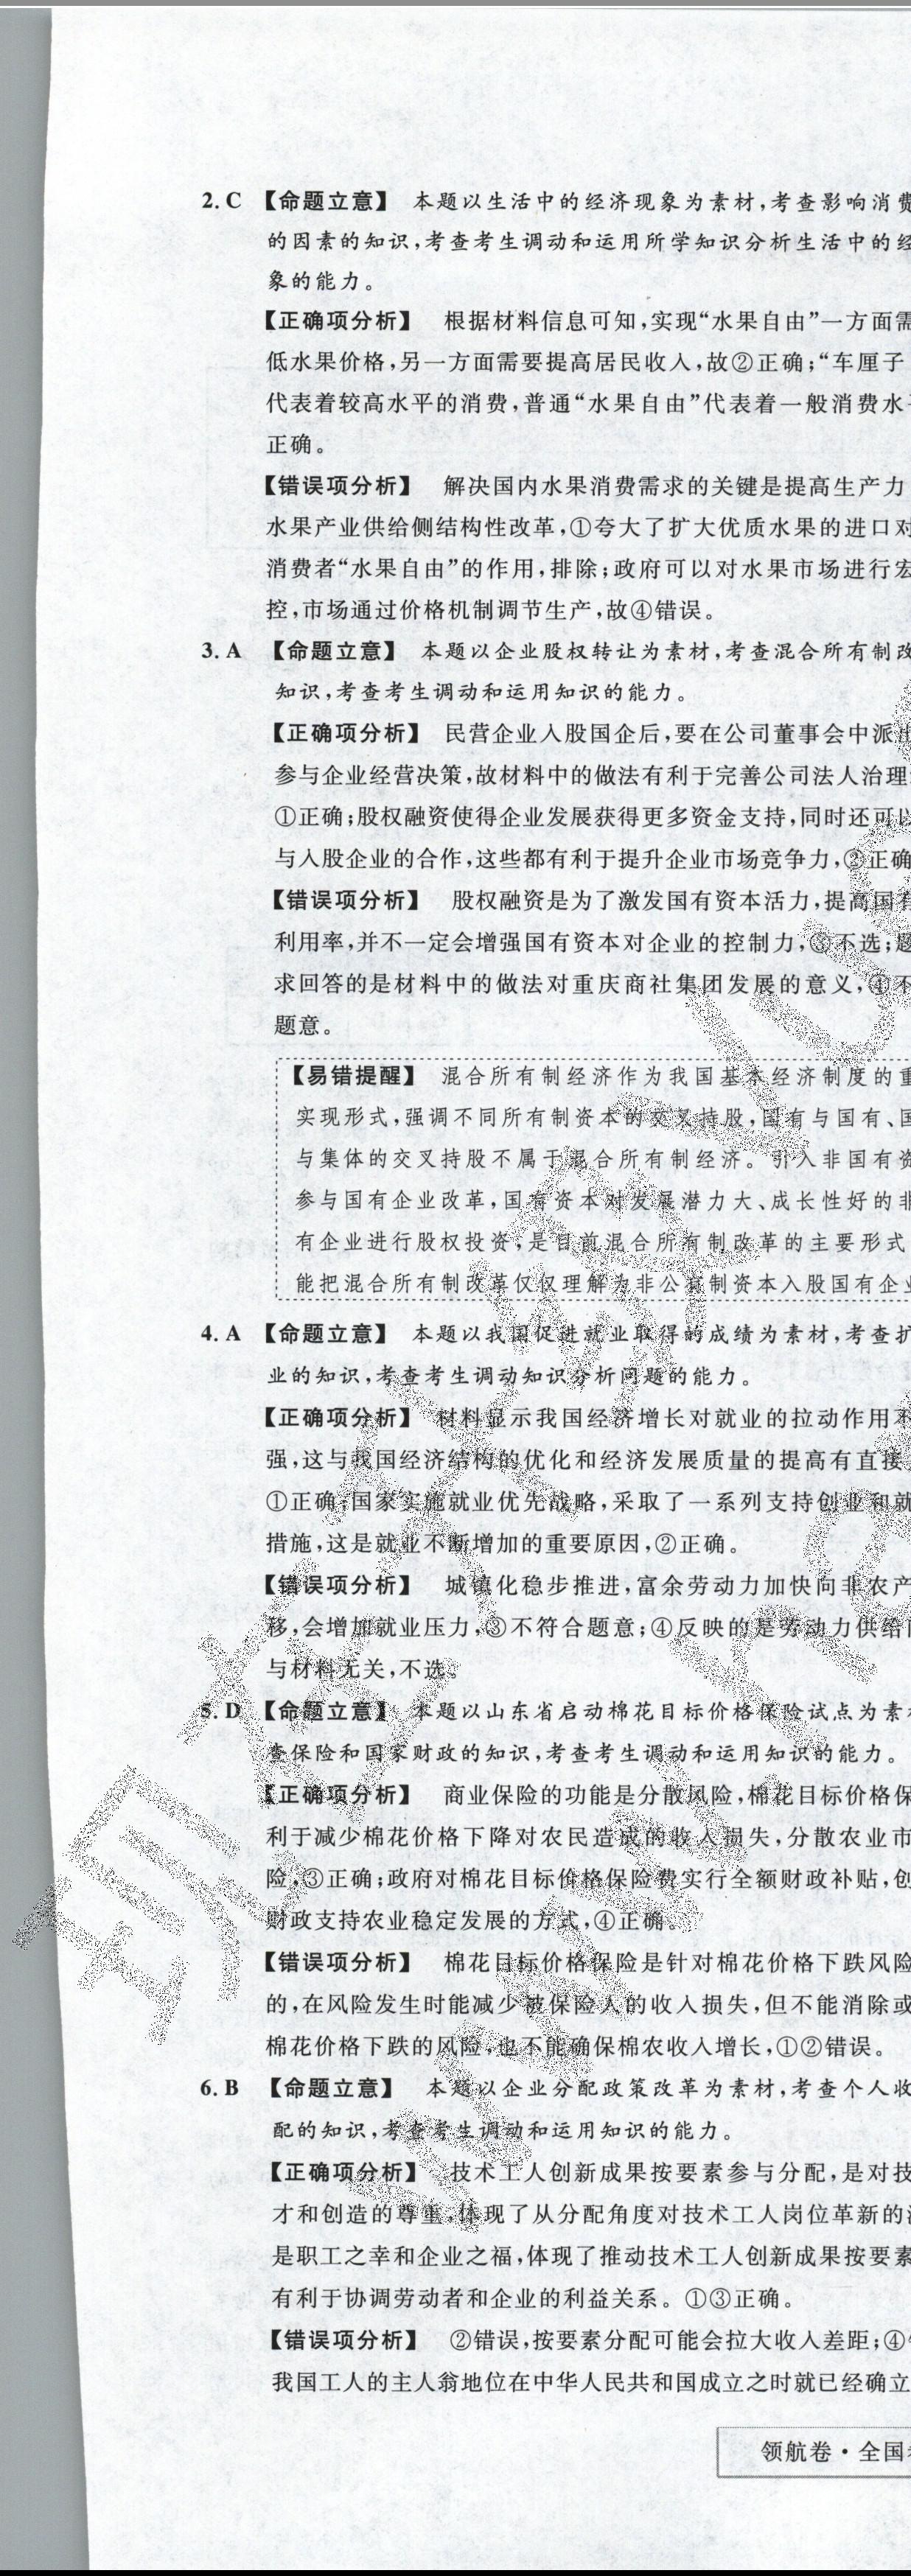 2. C 【命题立意】 本题以生活中的经济现象为素材,考查影响消费
的因素的知识,考查考生调动和运用所学知识分析生活中的经
象的能力。
【正确项分析】 根据材料信息可知,实现“水果自由”一方面需
低水果价格,另一方面需要提高居民收入,故②正确;“车厘子
代表着较高水平的消费,普通“水果自由”代表着一般消费水
正确。
【错误项分析】 解决国内水果消费需求的关键是提高生产力
水果产业供给侧结构性改革,①夸大了扩大优质水果的进口对
消费者“水果自由”的作用,排除;政府可以对水果市场进行宏
控,市场通过价格机制调节生产,故④错误。
3. A 【命题立意】 本题以企业股权转让为素材,考查混合所有制改
知识,考查考生调动和运用知识的能力。
【正确项分析】 民营企业入股国企后,要在公司董事会中派出
参与企业经营决策,故材料中的做法有利于完善公司法人治理
①正确;股权融资使得企业发展获得更多资金支持,同时还可以
与入股企业的合作,这些都有利于提升企业市场竞争力,②正确
【错误项分析】 股权融资是为了激发国有资本活力,提高国有
利用率,并不一定会增强国有资本对企业的控制力,③不选;题
求回答的是材料中的做法对重庆商社集团发展的意义,④不
题意。
【易错提醒】 混合所有制经济作为我国基本经济制度的重
实现形式,强调不同所有制资本的交叉持股,国有与国有、国
与集体的交叉持股不属于混合所有制经济。引入非国有资
参与国有企业改革,国有资本对发展潜力大、成长性好的非
有企业进行股权投资,是目前混合所有制改革的主要形式
能把混合所有制改革仅仅理解为非公有制资本入股国有企业
4. A 【命题立意】 本题以我国促进就业取得的成绩为素材,考查扩
业的知识,考查考生调动知识分析问题的能力。
【正确项分析】 材料显示我国经济增长对就业的拉动作用不
强,这与我国经济结构的优化和经济发展质量的提高有直接
①正确;国家实施就业优先战略,采取了一系列支持创业和就
措施,这是就业不断增加的重要原因,②正确。
【错误项分析】 城镇化稳步推进,富余劳动力加快向非农产
移,会增加就业压力,③不符合题意;④反映的是劳动力供给
与材料无关,不选。
5. D 【命题立意】 本题以山东省启动棉花目标价格保险试点为素材
查保险和国家财政的知识,考查考生调动和运用知识的能力。
【正确项分析】 商业保险的功能是分散风险,棉花目标价格保
利于减少棉花价格下降对农民造成的收入损失,分散农业市
险,③正确;政府对棉花目标价格保险费实行全额财政补贴,创
财政支持农业稳定发展的方式,④正确。
【错误项分析】 棉花目标价格保险是针对棉花价格下跌风险
的,在风险发生时能减少被保险人的收入损失,但不能消除或
棉花价格下跌的风险,也不能确保棉农收入增长,①②错误。
6. B 【命题立意】 本题以企业分配政策改革为素材,考查个人收
配的知识,考查考生调动和运用知识的能力。
【正确项分析】 技术工人创新成果按要素参与分配,是对技
才和创造的尊重,体现了从分配角度对技术工人岗位革新的
是职工之幸和企业之福,体现了推动技术工人创新成果按要素
有利于协调劳动者和企业的利益关系。①③正确。
【错误项分析】 ②错误,按要素分配可能会拉大收入差距;④
我国工人的主人翁地位在中华人民共和国成立之时就已经确立
领航卷·全国